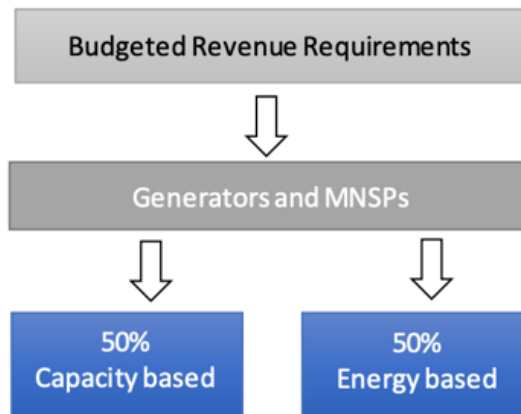 Budgeted Revenue Requirements
Generators and MNSPs
50%
Capacity based
50%
Energy based